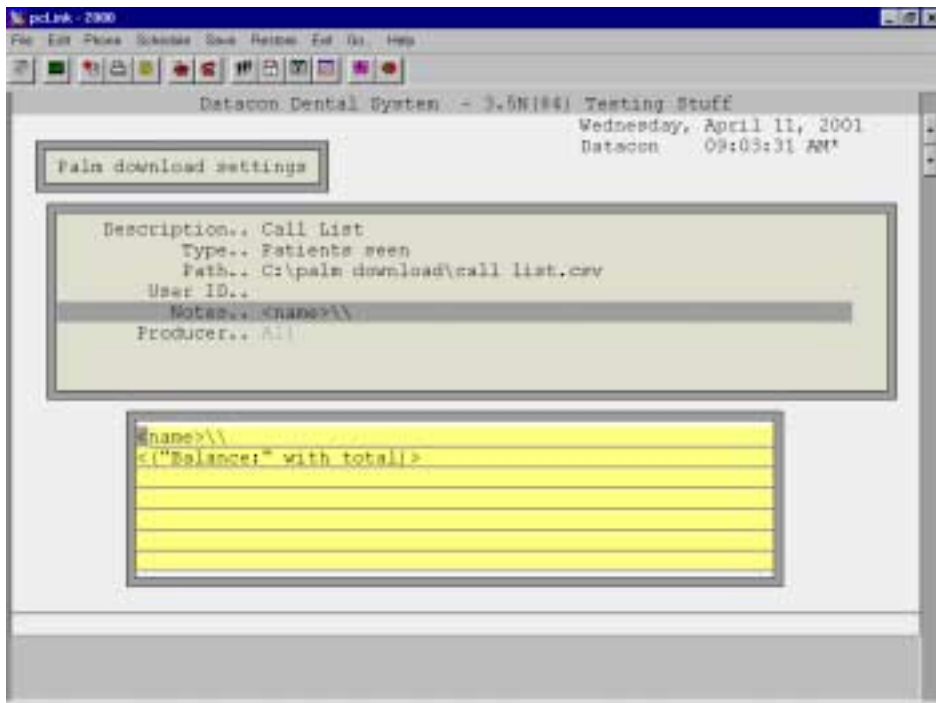 pcLink - 2000
File Edit Phone Schedule Save Restore Exit Go.. Help
Datacon Dental System - 3.5N(84) Testing Stuff
Wednesday, April 11, 2001
Datacon 09:03:31 AM*
Palm download settings
Description.. Call List
Type.. Patients seen
Path.. C:\palm download\call list.csv
User ID..
Notes.. <name>\\
Producer.. All
<name>\\
<("Balance:" with total)>